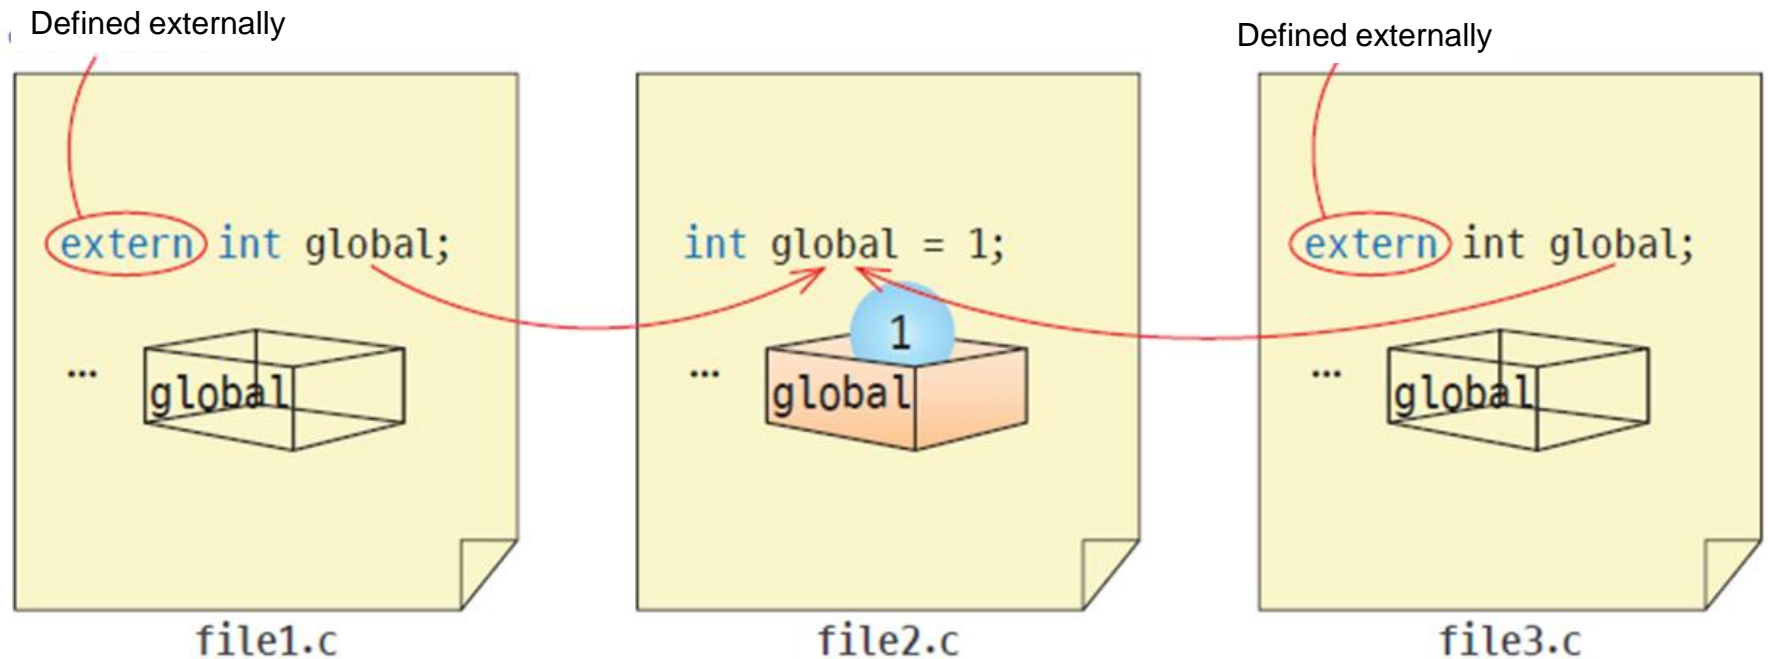 Defined externally
Defined externally
extern int global;
int global = 1;
extern int global;
1
... global
... global
... global
file1.c
file2.c
file3.c